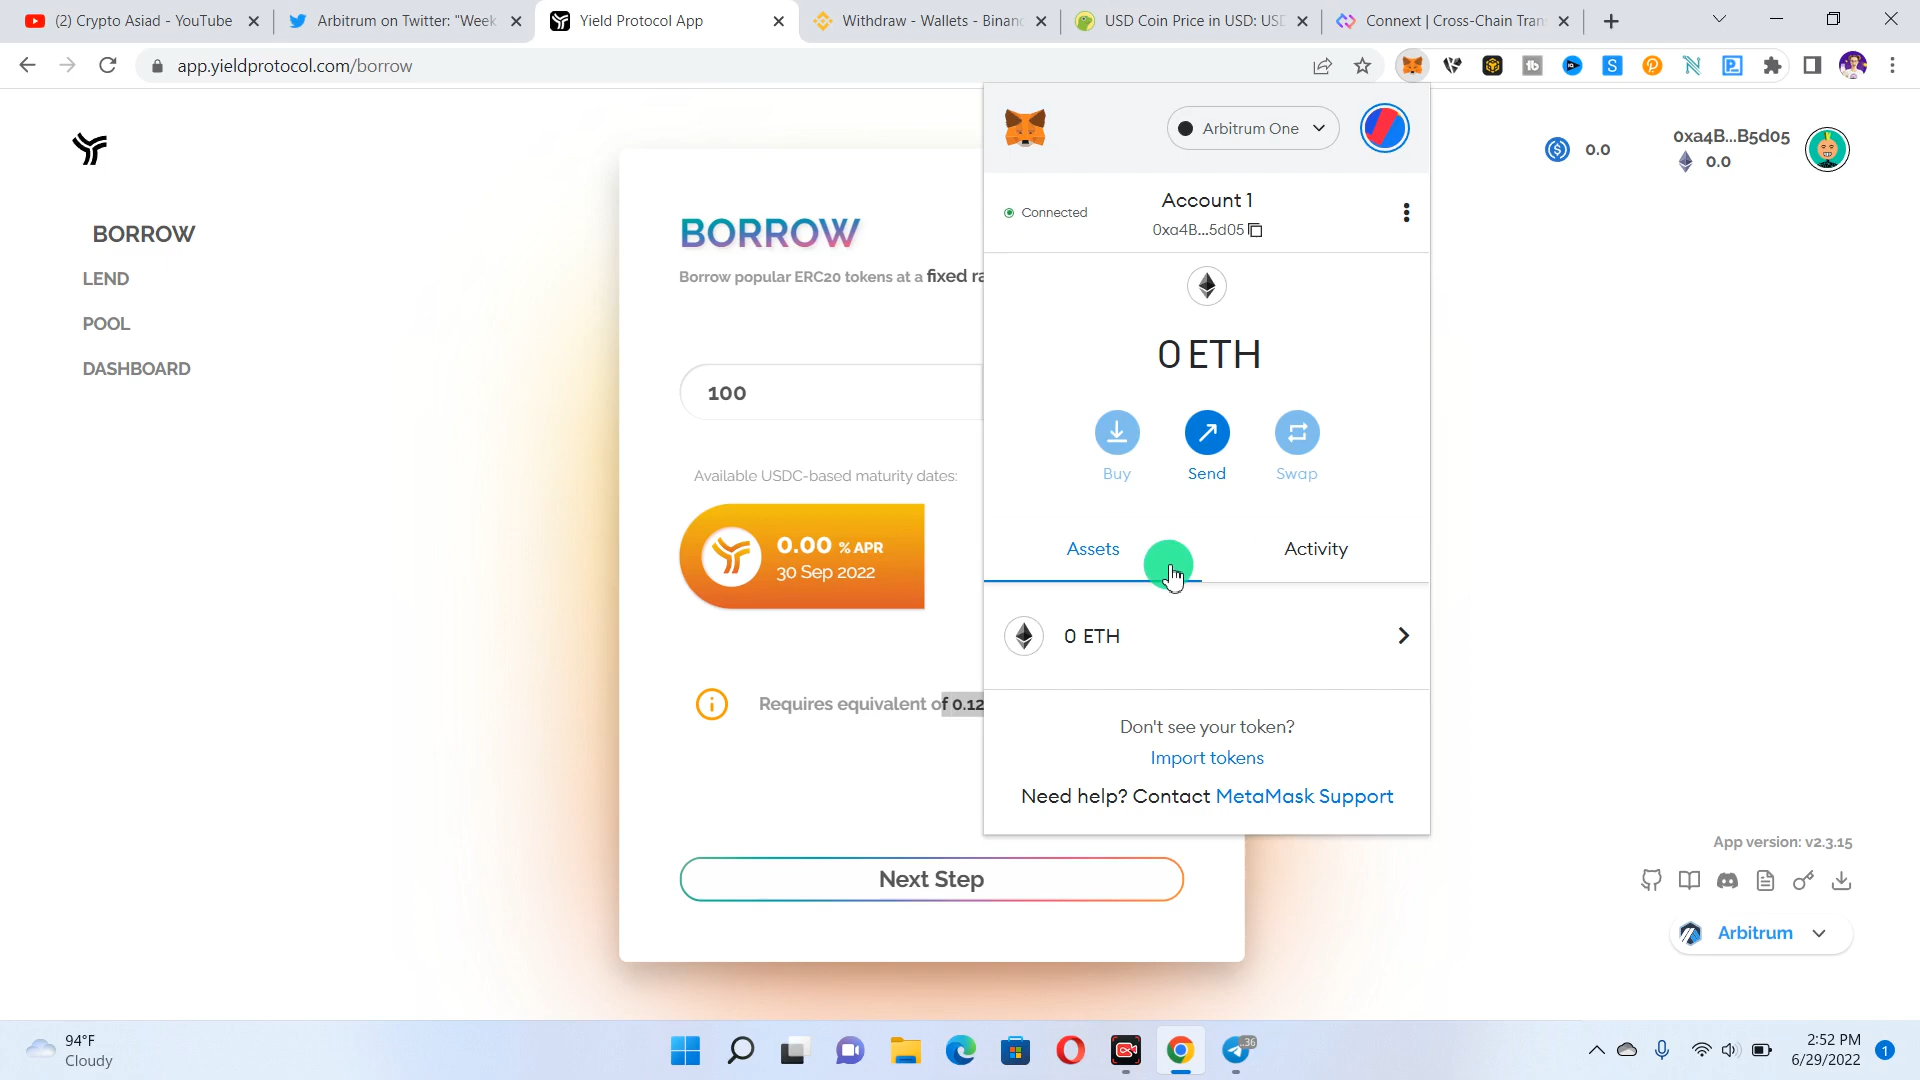 (2) Crypto Asiad - YouTube
Arbitrum on Twitter: "Week
Yield Protocol App
Withdraw - Wallets - Binanc
USD Coin Price in USD: USD
Connext | Cross-Chain Tran
app.yieldprotocol.com/borrow
Arbitrum One
Connected
Account 1
0xa4B...5d05
0 ETH
Buy
Send
Swap
Assets
Activity
0 ETH
Don't see your token?
Import tokens
Need help? Contact MetaMask Support
0.0
0xa4B...B5d05
0.0
BORROW
LEND
POOL
DASHBOARD
BORROW
Borrow popular ERC20 tokens at a fixed ra
100
Available USDC-based maturity dates:
0.00 % APR
30 Sep 2022
Requires equivalent of 0.12
Next Step
App version: v2.3.15
Arbitrum
94°F
Cloudy
36
2:52 PM
6/29/2022
1